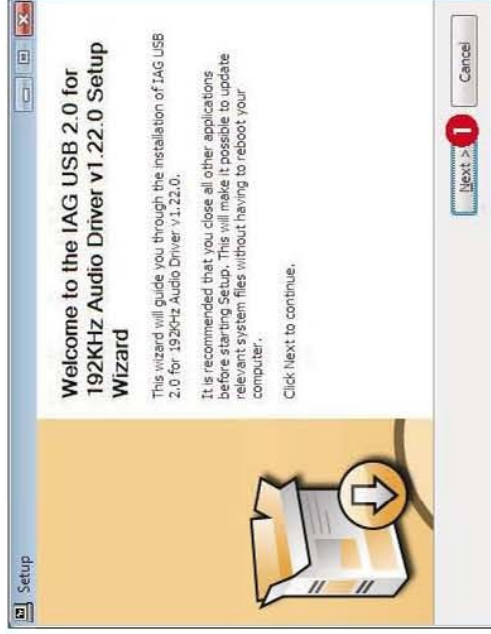 Setup
Welcome to the IAG USB 2.0 for
192KHz Audio Driver v1.22.0 Setup
Wizard
This wizard will guide you through the installation of IAG USB
2.0 for 192KHz Audio Driver v1.22.0.
It is recommended that you close all other applications
before starting Setup. This will make it possible to update
relevant system files without having to reboot your
computer.
Click Next to continue.
Next >
1
Cancel